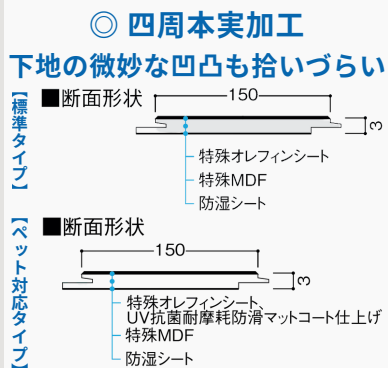 ◎ 四周本実加工
下地の微妙な凹凸も拾いづらい
【標準タイプ】
■断面形状
150
3
特殊オレフィンシート
特殊MDF
防湿シート
【ペット対応タイプ】
■断面形状
150
3
特殊オレフィンシート、
UV抗菌耐摩耗防滑マットコート仕上げ
特殊MDF
防湿シート